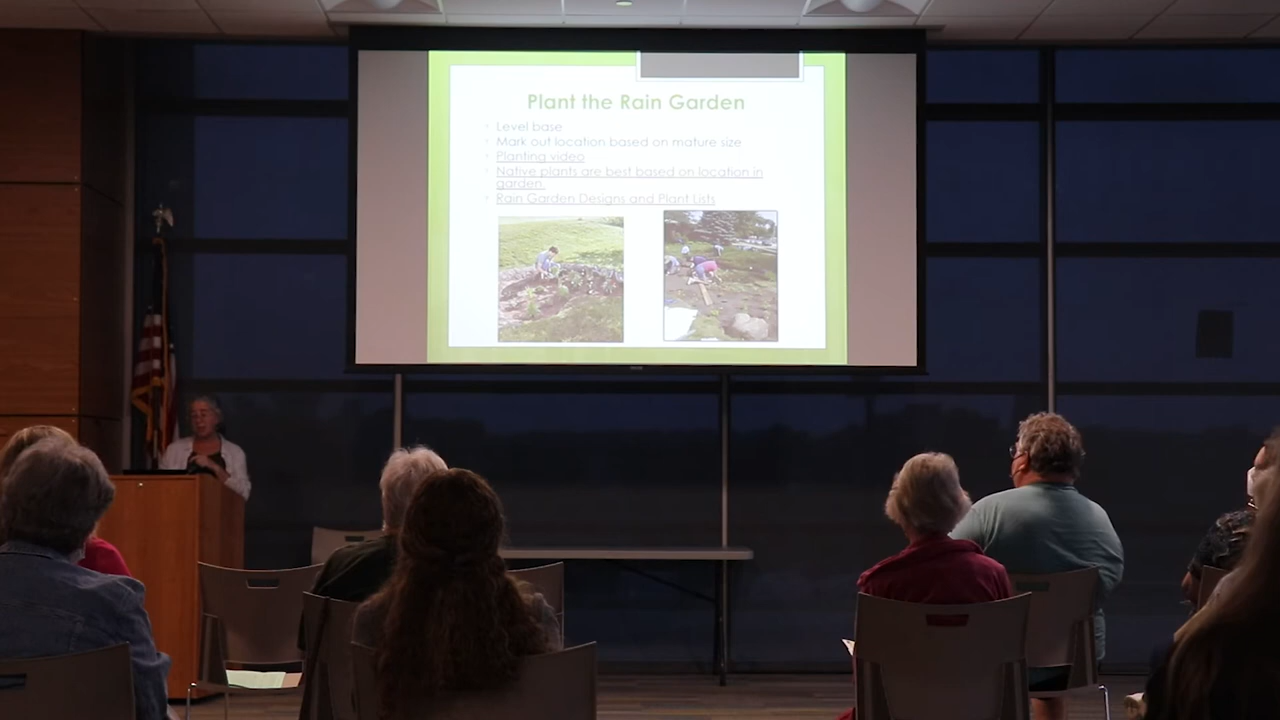 Plant the Rain Garden
Level base
Mark out location based on mature size
Planting video
Native plants are best based on location in
garden
Rain Garden Designs and Plant Lists